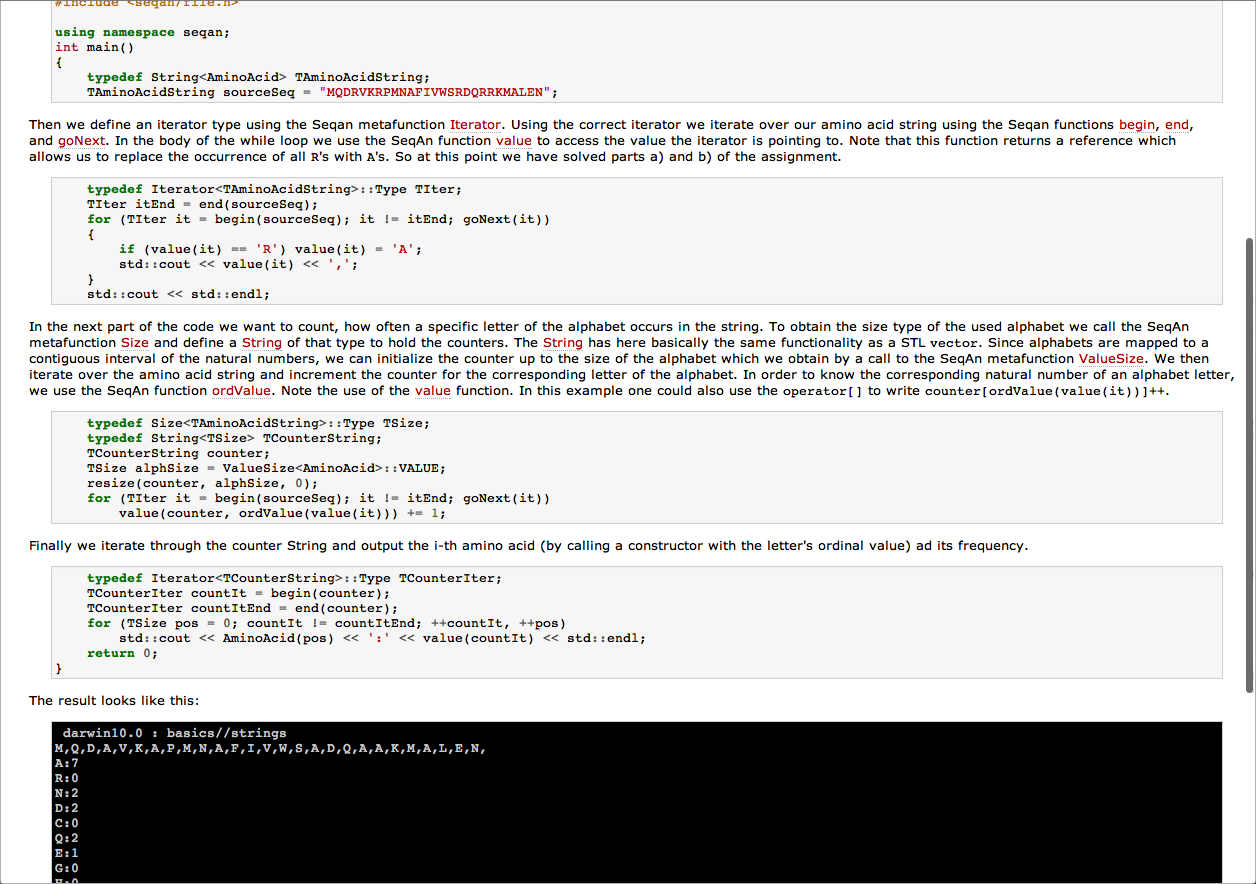 #include <seqan/file.h>
using namespace seqan;
int main()
{
typedef String<AminoAcid> TAminoAcidString;
TAminoAcidString sourceSeq = "MQDRVKRPMNAFIVWSRDQRRKMALEN";
Then we define an iterator type using the Seqan metafunction Iterator. Using the correct iterator we iterate over our amino acid string using the Seqan functions begin, end,
and goNext. In the body of the while loop we use the SeqAn function value to access the value the iterator is pointing to. Note that this function returns a reference which
allows us to replace the occurrence of all R's with A's. So at this point we have solved parts a) and b) of the assignment.
typedef Iterator<TAminoAcidString>::Type TIter;
TIter itEnd = end(sourceSeq);
for (TIter it = begin(sourceSeq); it != itEnd; goNext(it))
{
if (value(it) == 'R') value(it) = 'A';
std::cout << value(it) << ',';
}
std::cout << std::endl;
In the next part of the code we want to count, how often a specific letter of the alphabet occurs in the string. To obtain the size type of the used alphabet we call the SeqAn
metafunction Size and define a String of that type to hold the counters. The String has here basically the same functionality as a STL vector. Since alphabets are mapped to a
contiguous interval of the natural numbers, we can initialize the counter up to the size of the alphabet which we obtain by a call to the SeqAn metafunction ValueSize. We then
iterate over the amino acid string and increment the counter for the corresponding letter of the alphabet. In order to know the corresponding natural number of an alphabet letter,
we use the SeqAn function ordValue. Note the use of the value function. In this example one could also use the operator[] to write counter[ordValue(value(it))]++.
typedef Size<TAminoAcidString>::Type TSize;
typedef String<TSize> TCounterString;
TCounterString counter;
TSize alphSize = ValueSize<AminoAcid>::VALUE;
resize(counter, alphSize, 0);
for (TIter it = begin(sourceSeq); it != itEnd; goNext(it))
value(counter, ordValue(value(it))) += 1;
Finally we iterate through the counter String and output the i-th amino acid (by calling a constructor with the letter's ordinal value) ad its frequency.
typedef Iterator<TCounterString>::Type TCounterIter;
TCounterIter countIt = begin(counter);
TCounterIter countItEnd = end(counter);
for (TSize pos = 0; countIt != countItEnd; ++countIt, ++pos)
std::cout << AminoAcid(pos) << ':' << value(countIt) << std::endl;
return 0;
}
The result looks like this:
darwin10.0 : basics//strings
M,Q,D,A,V,K,A,P,M,N,A,F,I,V,W,S,A,D,Q,A,A,K,M,A,L,E,N,
A:7
R:0
N:2
D:2
C:0
Q:2
E:1
G:0
H:0